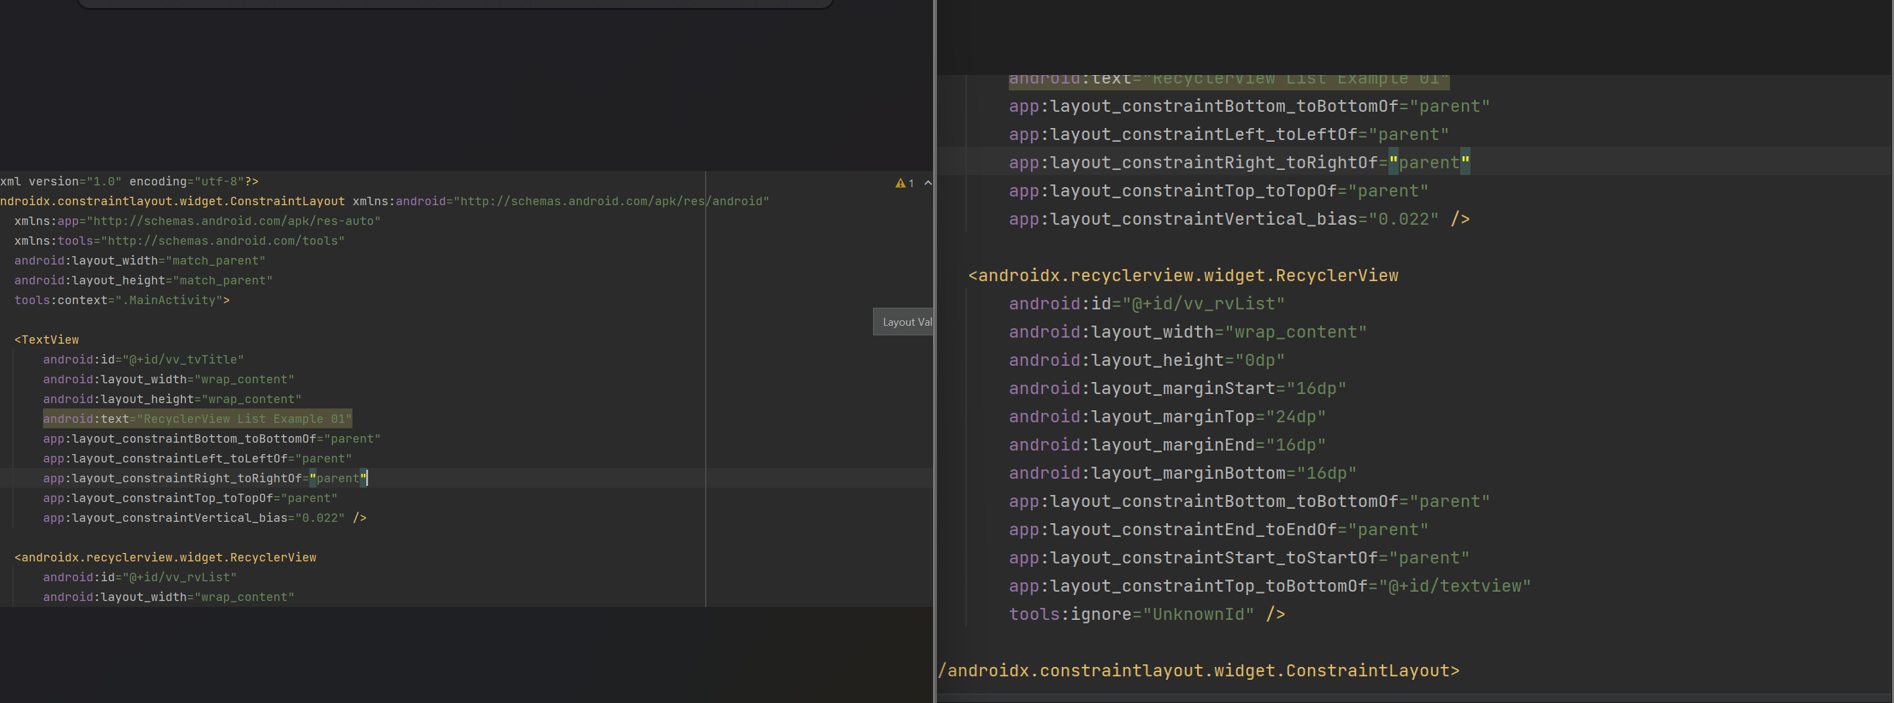 xml version="1.0" encoding="utf-8"?>
ndroidx.constraintlayout.widget.ConstraintLayout xmlns:android="http://schemas.android.com/apk/res/android"
xmlns:app="http://schemas.android.com/apk/res-auto"
xmlns:tools="http://schemas.android.com/tools"
android:layout_width="match_parent"
android:layout_height="match_parent"
tools:context=".MainActivity">
<TextView
android:id="@+id/vv_tvTitle"
android:layout_width="wrap_content"
android:layout_height="wrap_content"
android:text="RecyclerView List Example 01"
app:layout_constraintBottom_toBottomOf="parent"
app:layout_constraintLeft_toLeftOf="parent"
app:layout_constraintRight_toRightOf="parent"
app:layout_constraintTop_toTopOf="parent"
app:layout_constraintVertical_bias="0.022" />
<androidx.recyclerview.widget.RecyclerView
android:id="@+id/vv_rvList"
android:layout_width="wrap_content"
1
Layout Val
android:text="RecyclerView List Example 01"
app:layout_constraintBottom_toBottomOf="parent"
app:layout_constraintLeft_toLeftOf="parent"
app:layout_constraintRight_toRightOf="parent"
app:layout_constraintTop_toTopOf="parent"
app:layout_constraintVertical_bias="0.022" />
<androidx.recyclerview.widget.RecyclerView
android:id="@+id/vv_rvList"
android:layout_width="wrap_content"
android:layout_height="0dp"
android:layout_marginStart="16dp"
android:layout_marginTop="24dp"
android:layout_marginEnd="16dp"
android:layout_marginBottom="16dp"
app:layout_constraintBottom_toBottomOf="parent"
app:layout_constraintEnd_toEndOf="parent"
app:layout_constraintStart_toStartOf="parent"
app:layout_constraintTop_toBottomOf="@+id/textview"
tools:ignore="UnknownId" />
/androidx.constraintlayout.widget.ConstraintLayout>